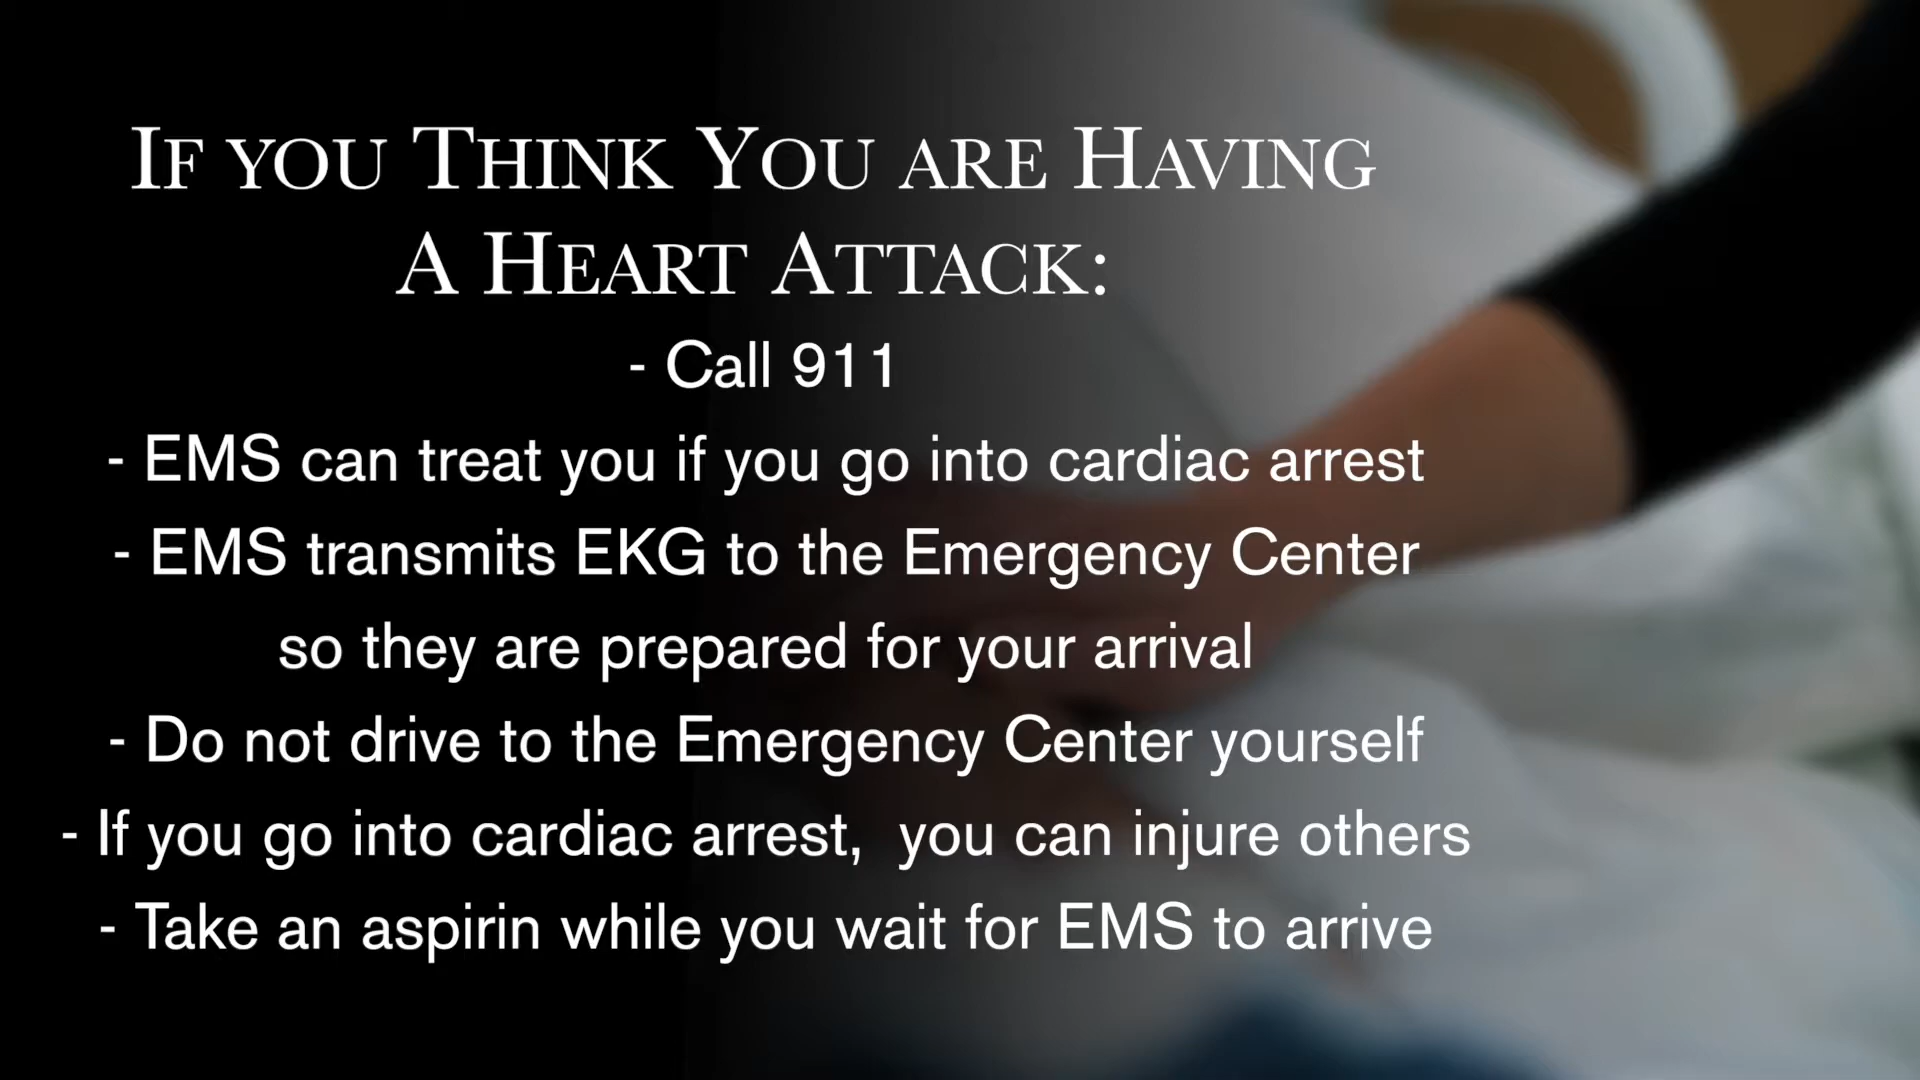 If you Think You are Having
A Heart Attack:
- Call 911
- EMS can treat you if you go into cardiac arrest
- EMS transmits EKG to the Emergency Center
so they are prepared for your arrival
- Do not drive to the Emergency Center yourself
- If you go into cardiac arrest,  you can injure others
- Take an aspirin while you wait for EMS to arrive